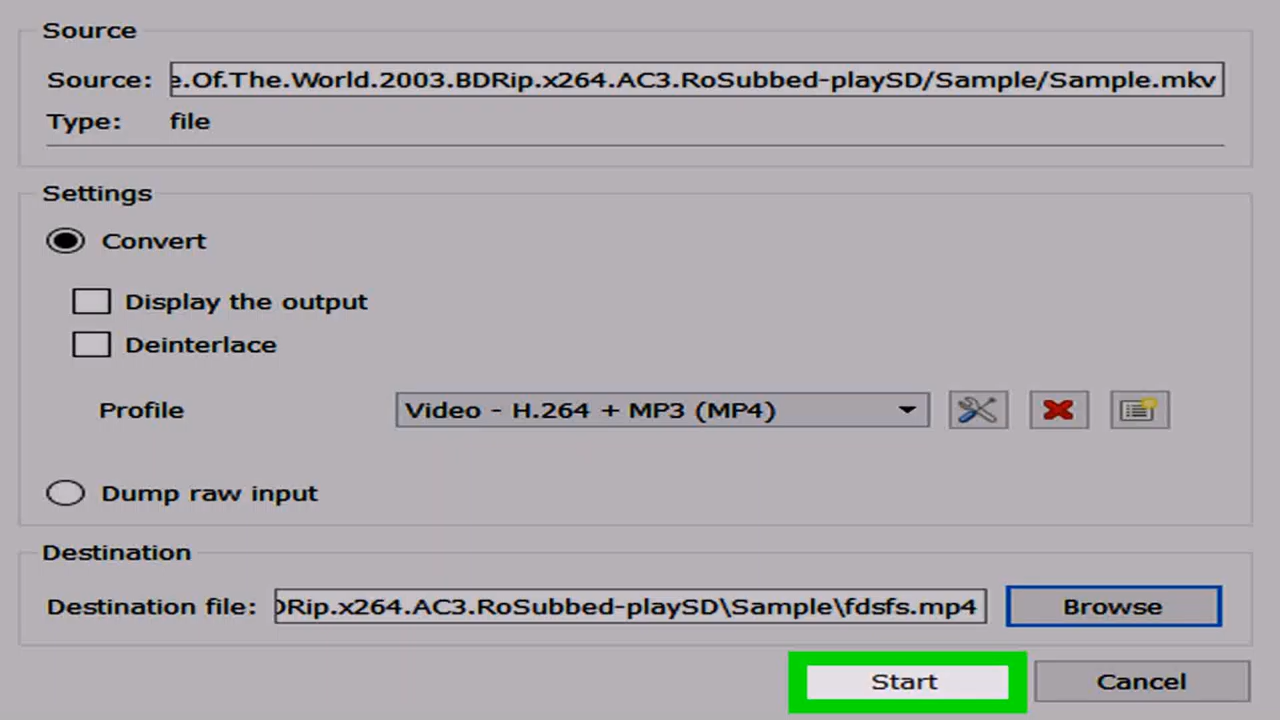 Source
Source: e.Of.The.World.2003.BDRip.x264.AC3.RoSubbed-playSD/Sample/Sample.mkv
Type: file
Settings
Convert
Display the output
Deinterlace
Profile Video - H.264 + MP3 (MP4)
Dump raw input
Destination
Destination file: DRip.x264.AC3.RoSubbed-playSD\Sample\fdsfs.mp4 Browse
Start Cancel